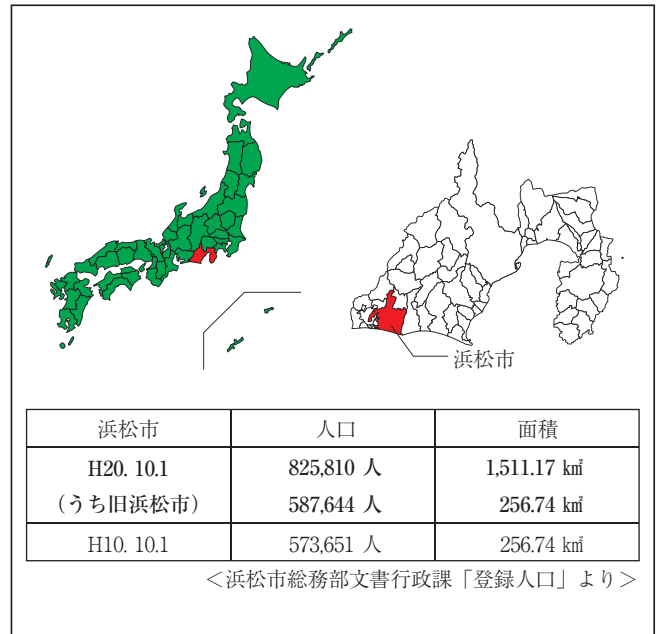 浜松市
浜松市 人口 面積
H20. 10.1 825,810 人 1,511.17 ㎢
(うち旧浜松市) 587,644 人 256.74 ㎢
H10. 10.1 573,651 人 256.74 ㎢
＜浜松市総務部文書行政課「登録人口」より＞